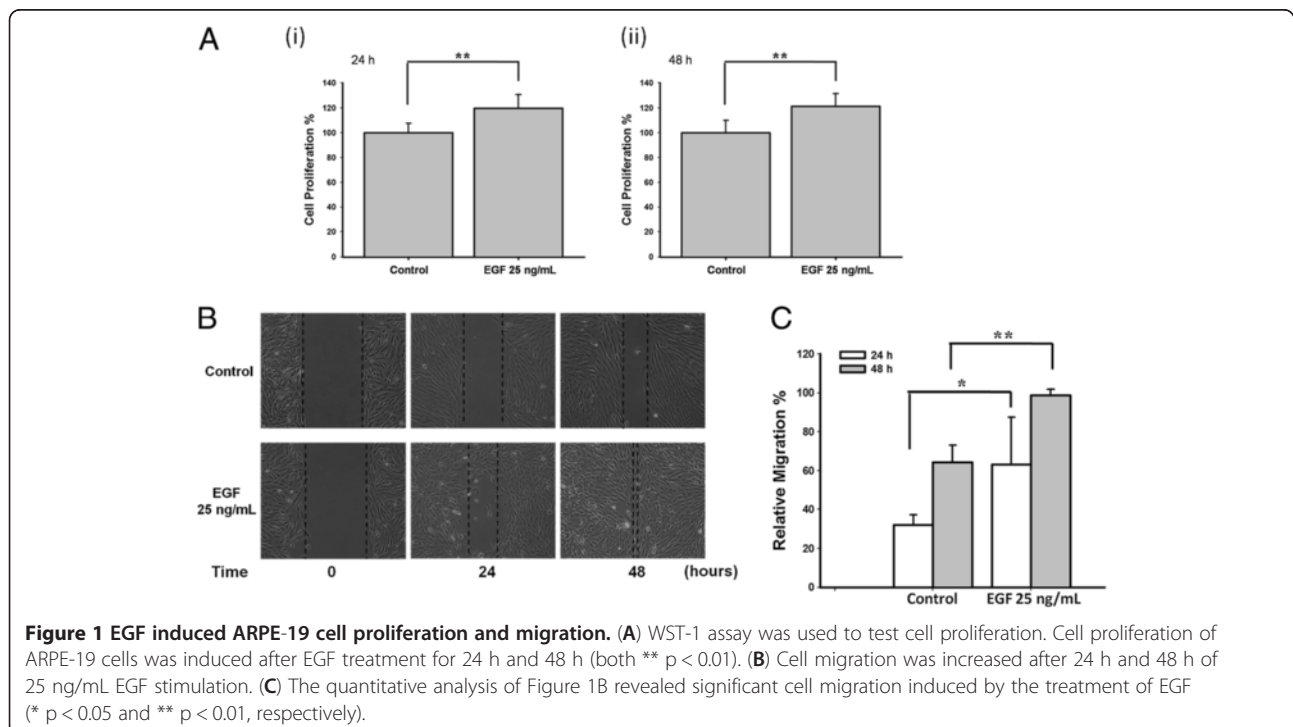 A
(i)
24 h
**
140
120
100
80
60
40
20
0
Cell Proliferation %
Control
EGF 25 ng/mL
(ii)
48 h
**
140
120
100
80
60
40
20
0
Cell Proliferation %
Control
EGF 25 ng/mL
B
Control
EGF
25 ng/mL
Time 0 24 48 (hours)
C
**
*
24 h
48 h
120
100
80
60
40
20
0
Relative Migration %
Control
EGF 25 ng/mL
Figure 1 EGF induced ARPE-19 cell proliferation and migration. (A) WST-1 assay was used to test cell proliferation. Cell proliferation of
ARPE-19 cells was induced after EGF treatment for 24 h and 48 h (both ** p < 0.01). (B) Cell migration was increased after 24 h and 48 h of
25 ng/mL EGF stimulation. (C) The quantitative analysis of Figure 1B revealed significant cell migration induced by the treatment of EGF
(* p < 0.05 and ** p < 0.01, respectively).